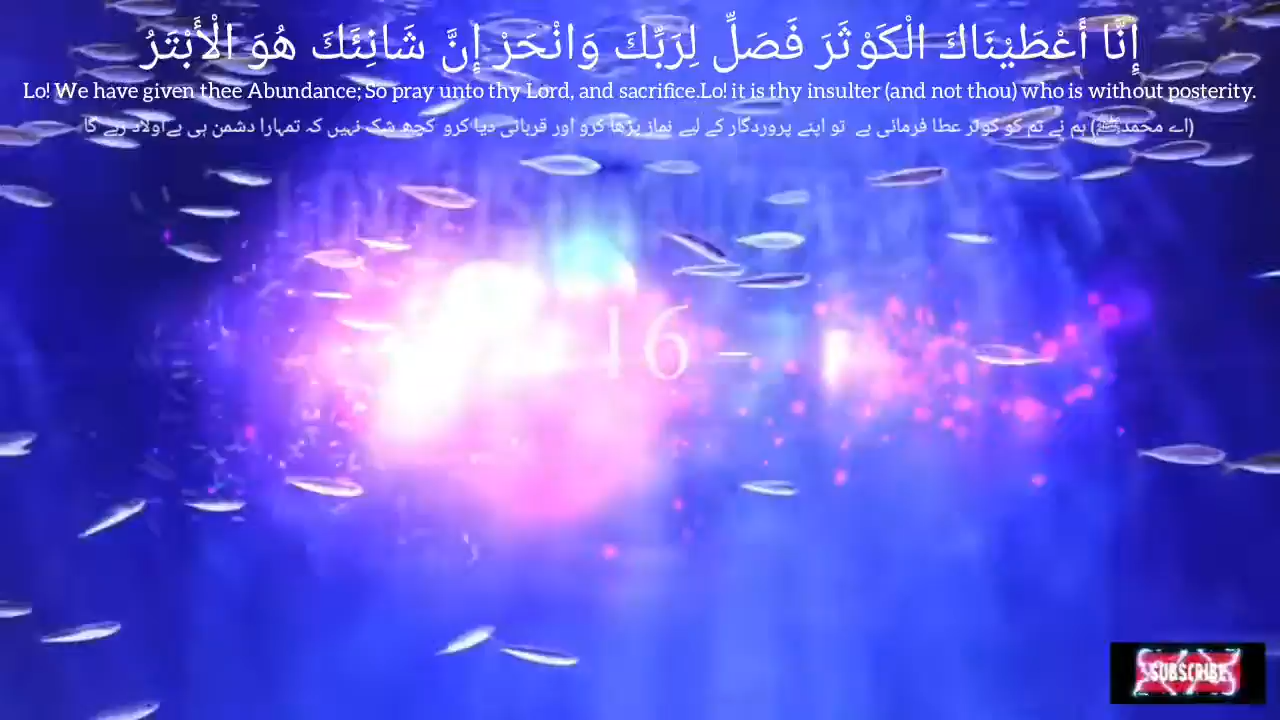 إِنَّا أَعْطَيْنَاكَ الْكَوْثَرَ فَصَلِّ لِرَبِّكَ وَانْحَرْ إِنَّ شَانِئَكَ هُوَ الْأَبْتَرُ
Lo! We have given thee Abundance;So pray unto thy Lord, and sacrifice.Lo! it is thy insulter (and not thou) who is without posterity.
(اے محمدﷺ) ہم نے تم کو کوثر عطا فرمائی ہے تو اپنے پروردگار کے لیے نماز پڑھا کرو اور قربانی دیا کرو کچھ شک نہیں کہ تمہارا دشمن ہی بےاولاد رہے گا
16 –
SUBSCRIBE